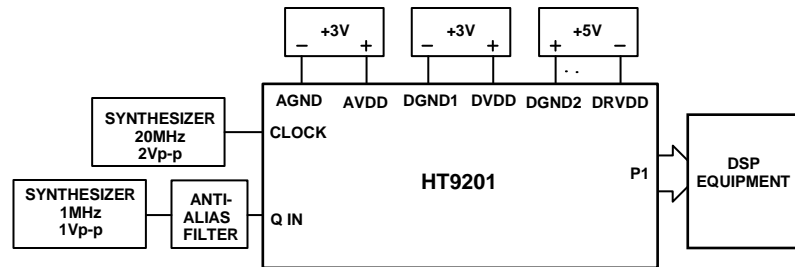 +3V
− +
+3V
− +
+5V
+ −
AGND AVDD DGND1 DVDD DGND2 DRVDD
SYNTHESIZER
20MHz
2Vp-p
CLOCK
HT9201
P1
DSP
EQUIPMENT
SYNTHESIZER
1MHz
1Vp-p
ANTI-
ALIAS
FILTER
Q IN